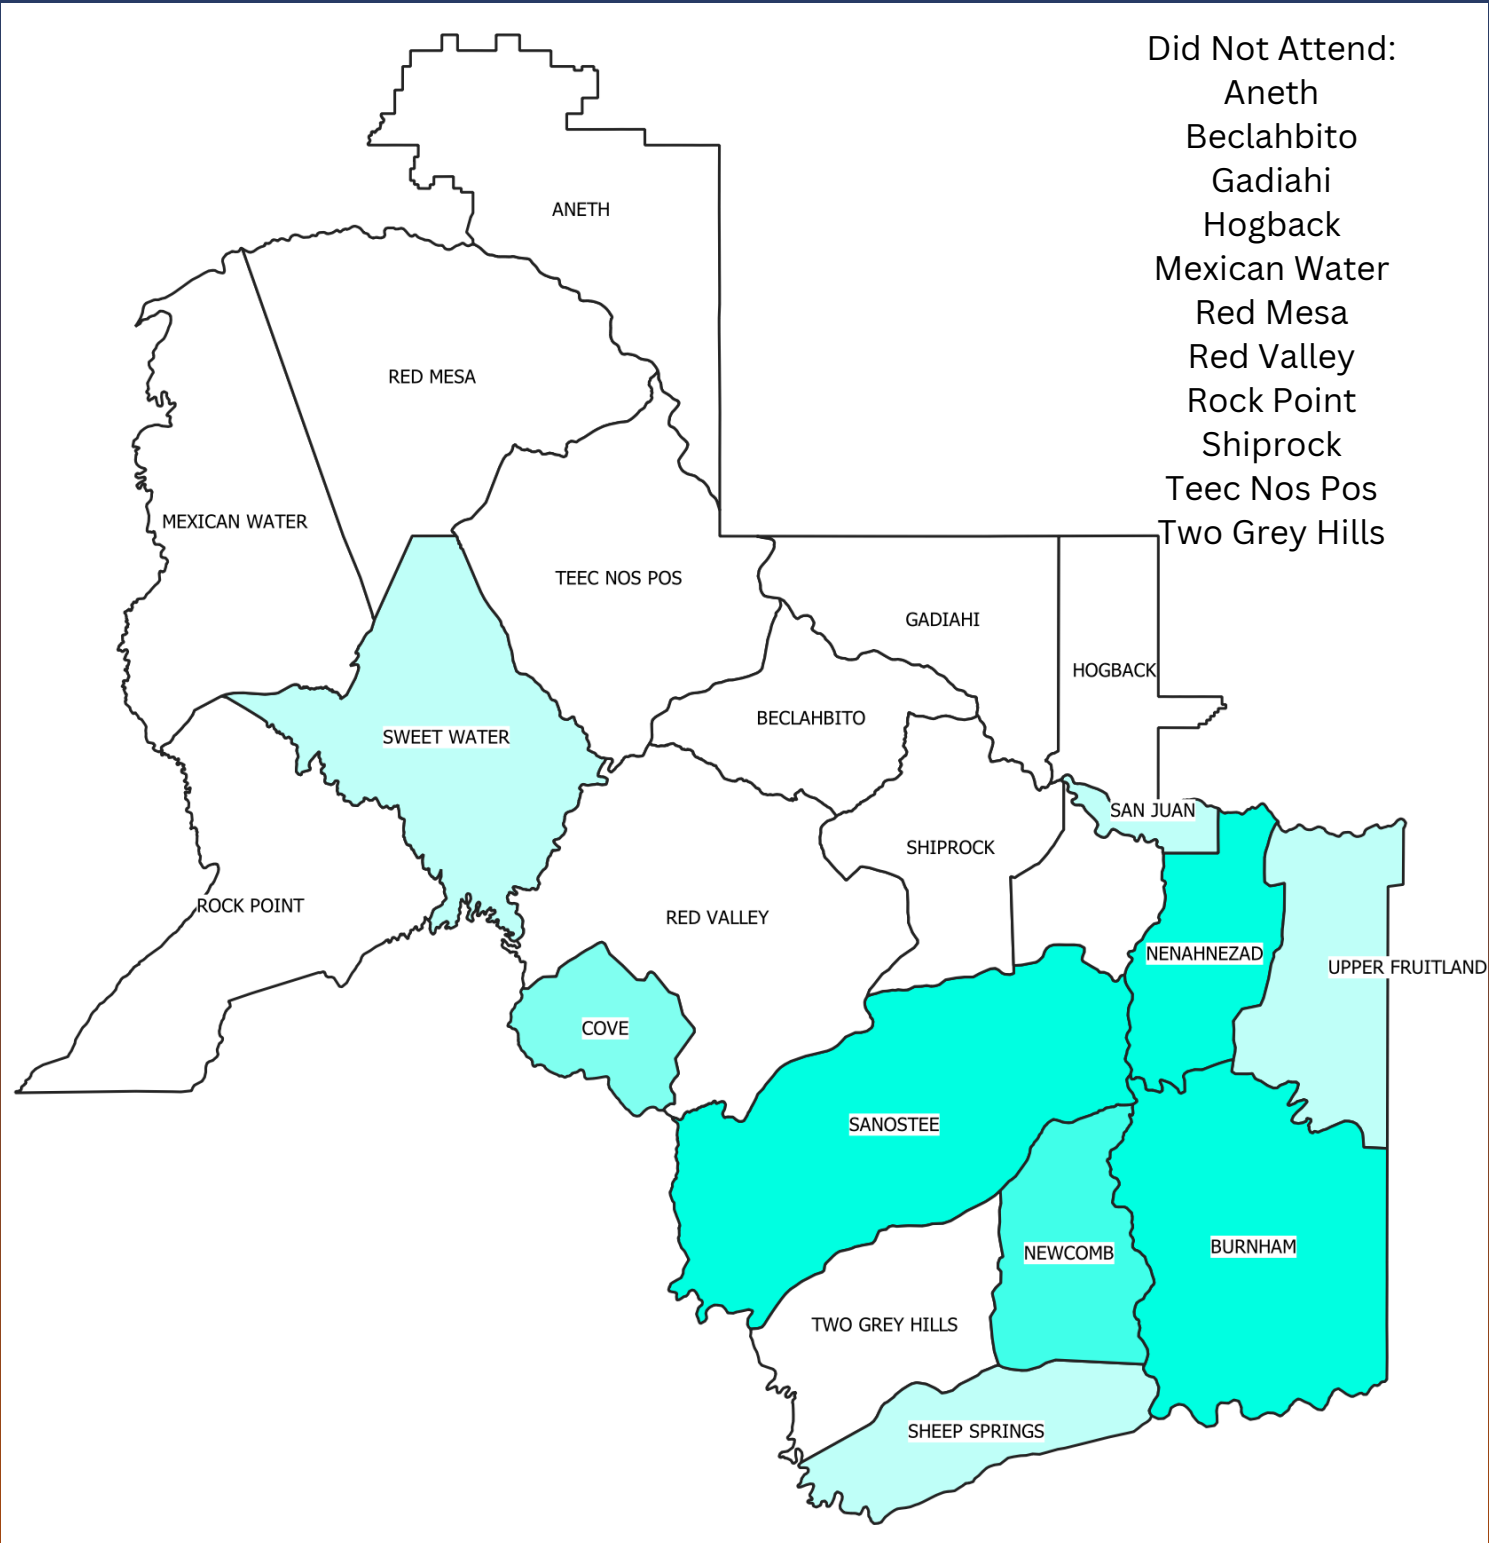 Did Not Attend:
Aneth
Beclahbito
Gadiahi
Hogback
Mexican Water
Red Mesa
Red Valley
Rock Point
Shiprock
Teec Nos Pos
Two Grey Hills
ANETH
RED MESA
MEXICAN WATER
TEEC NOS POS
GADIAHI
HOGBACK
BECLAHBITO
SWEET WATER
SAN JUAN
SHIPROCK
ROCK POINT
RED VALLEY
NENAHNEZAD
UPPER FRUITLAND
COVE
SANOSTEE
NEWCOMB
BURNHAM
TWO GREY HILLS
SHEEP SPRINGS